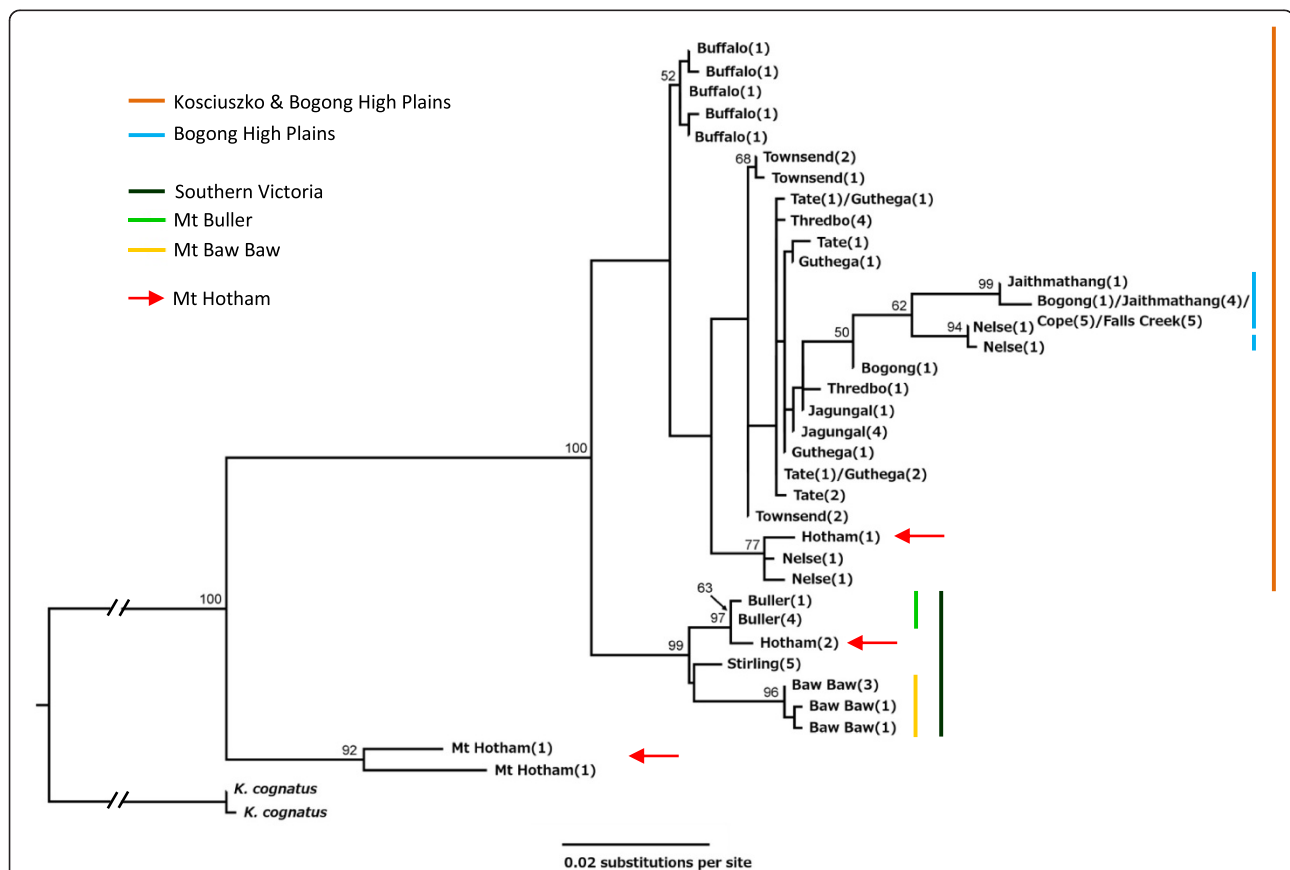 Kosciuszko & Bogong High Plains
Bogong High Plains
Southern Victoria
Mt Buller
Mt Baw Baw
Mt Hotham
Buffalo(1)
52
Buffalo(1)
Buffalo(1)
Buffalo(1)
Buffalo(1)
68
Townsend(2)
Townsend(1)
Tate(1)/Guthega(1)
Thredbo(4)
Tate(1)
Guthega(1)
99
Jaithmathang(1)
Bogong(1)/Jaithmathang(4)/
Cope(5)/Falls Creek(5)
62
94
Nelse(1)
Nelse(1)
50
Bogong(1)
Thredbo(1)
Jagungal(1)
Jagungal(4)
Guthega(1)
Tate(1)/Guthega(2)
Tate(2)
Townsend(2)
100
77
Hotham(1)
Nelse(1)
Nelse(1)
100
63
97
Buller(1)
Buller(4)
Hotham(2)
99
Stirling(5)
96
Baw Baw(3)
Baw Baw(1)
Baw Baw(1)
92
Mt Hotham(1)
Mt Hotham(1)
K. cognatus
K. cognatus
0.02 substitutions per site